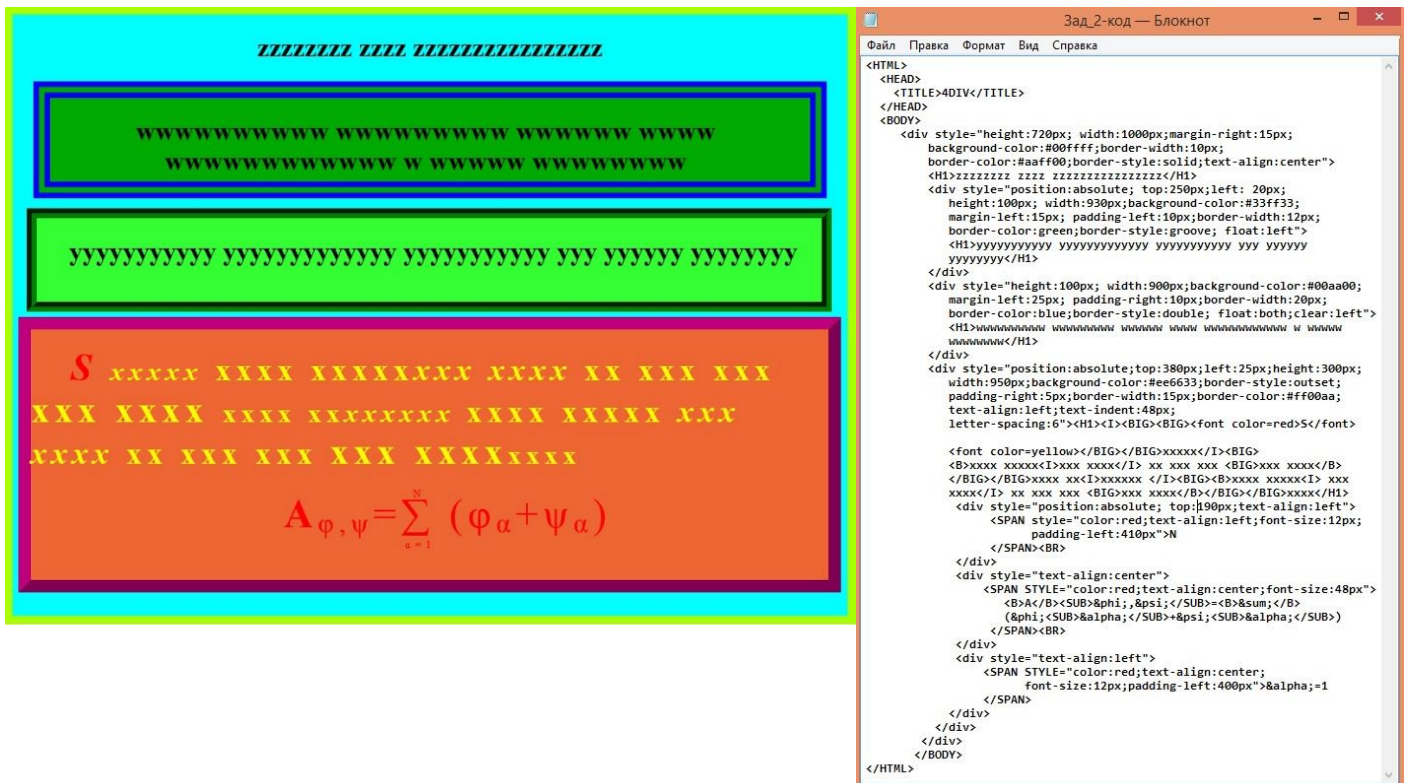 zzzzzzzz zzzz zzzzzzzzzzzzzzzz
wwwwwwwwww wwwwwwwww wwwwww wwww
wwwwwwwwwwww w wwwww wwwwwwww
yyyyyyyyyyy yyyyyyyyyyyyy yyyyyyyyyyy yyy yyyyyy yyyyyyyy
S xxxxx xxxx xxxxxxxx xxxx xx xxx xxx
xxx xxxx xxxx xxxxxxxx xxxx xxxxx xxx
xxxx xx xxx xxx xxx xxxxxxxx
N
Aφ,ψ=∑ (φα+ψα)
α=1
Зад_2-код — Блокнот
Файл Правка Формат Вид Справка
<HTML>
<HEAD>
<TITLE>4DIV</TITLE>
</HEAD>
<BODY>
<div style="height:720px; width:1000px;margin-right:15px;
background-color:#00ffff;border-width:10px;
border-color:#aaff00;border-style:solid;text-align:center">
<H1>zzzzzzzz zzzz zzzzzzzzzzzzzzzz</H1>
<div style="position:absolute; top:250px;left: 20px;
height:100px; width:930px;background-color:#33ff33;
margin-left:15px; padding-left:10px;border-width:12px;
border-color:green;border-style:groove; float:left">
<H1>yyyyyyyyyyy yyyyyyyyyyyyy yyyyyyyyyyy yyy yyyyyy
yyyyyyyy</H1>
</div>
<div style="height:100px; width:900px;background-color:#00aa00;
margin-left:25px; padding-right:10px;border-width:20px;
border-color:blue;border-style:double; float:both;clear:left">
<H1>wwwwwwwwww wwwwwwwww wwwwww wwww wwwwwwwwwwww w wwwww
wwwwwwww</H1>
</div>
<div style="position:absolute;top:380px;left:25px;height:300px;
width:950px;background-color:#ee6633;border-style:outset;
padding-right:5px;border-width:15px;border-color:#ff00aa;
text-align:left;text-indent:48px;
letter-spacing:6"><H1><I><BIG><BIG><font color=red>S</font>
<font color=yellow></BIG></BIG>xxxxx</I><BIG>
<B>xxxx xxxxx<I>xxx xxxx</I> xx xxx xxx <BIG>xxx xxxx</B>
</BIG></BIG>xxxx xx<I>xxxxxx </I><BIG><B>xxxx xxxxx<I> xxx
xxxx</I> xx xxx xxx <BIG>xxx xxxx</B></BIG></BIG>xxxx</H1>
<div style="position:absolute; top:190px;text-align:left">
<SPAN style="color:red;text-align:left;font-size:12px;
padding-left:410px">N
</SPAN><BR>
</div>
<div style="text-align:center">
<SPAN STYLE="color:red;text-align:center;font-size:48px">
<B>A</B><SUB>&phi;,&psi;</SUB>=<B>&sum;</B>
(&phi;<SUB>&alpha;</SUB>+&psi;<SUB>&alpha;</SUB>)
</SPAN><BR>
</div>
<div style="text-align:left">
<SPAN STYLE="color:red;text-align:center;
font-size:12px;padding-left:400px">&alpha;=1
</SPAN>
</div>
</div>
</div>
</BODY>
</HTML>